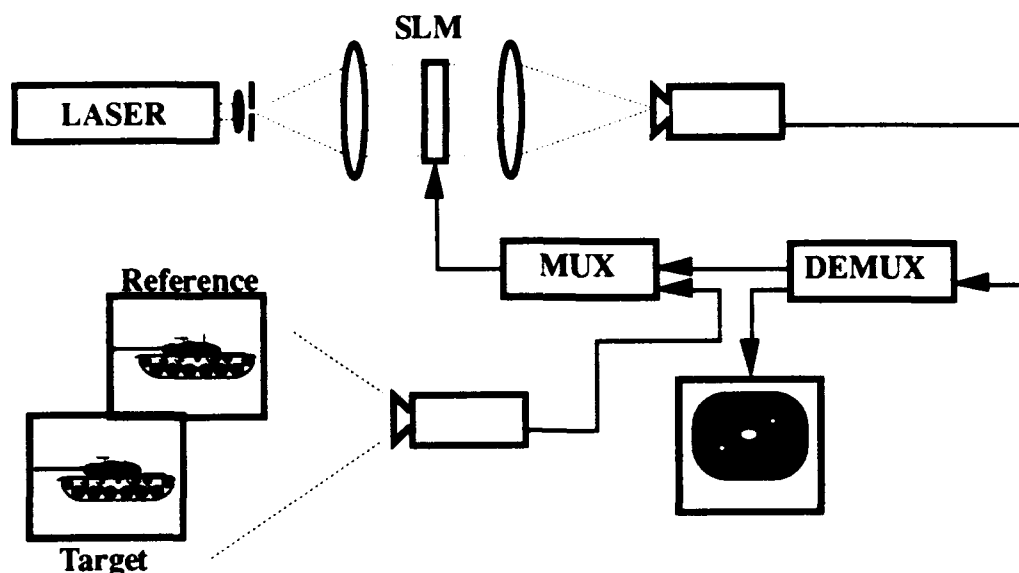 SLM
LASER
MUX
DEMUX
Reference
Target